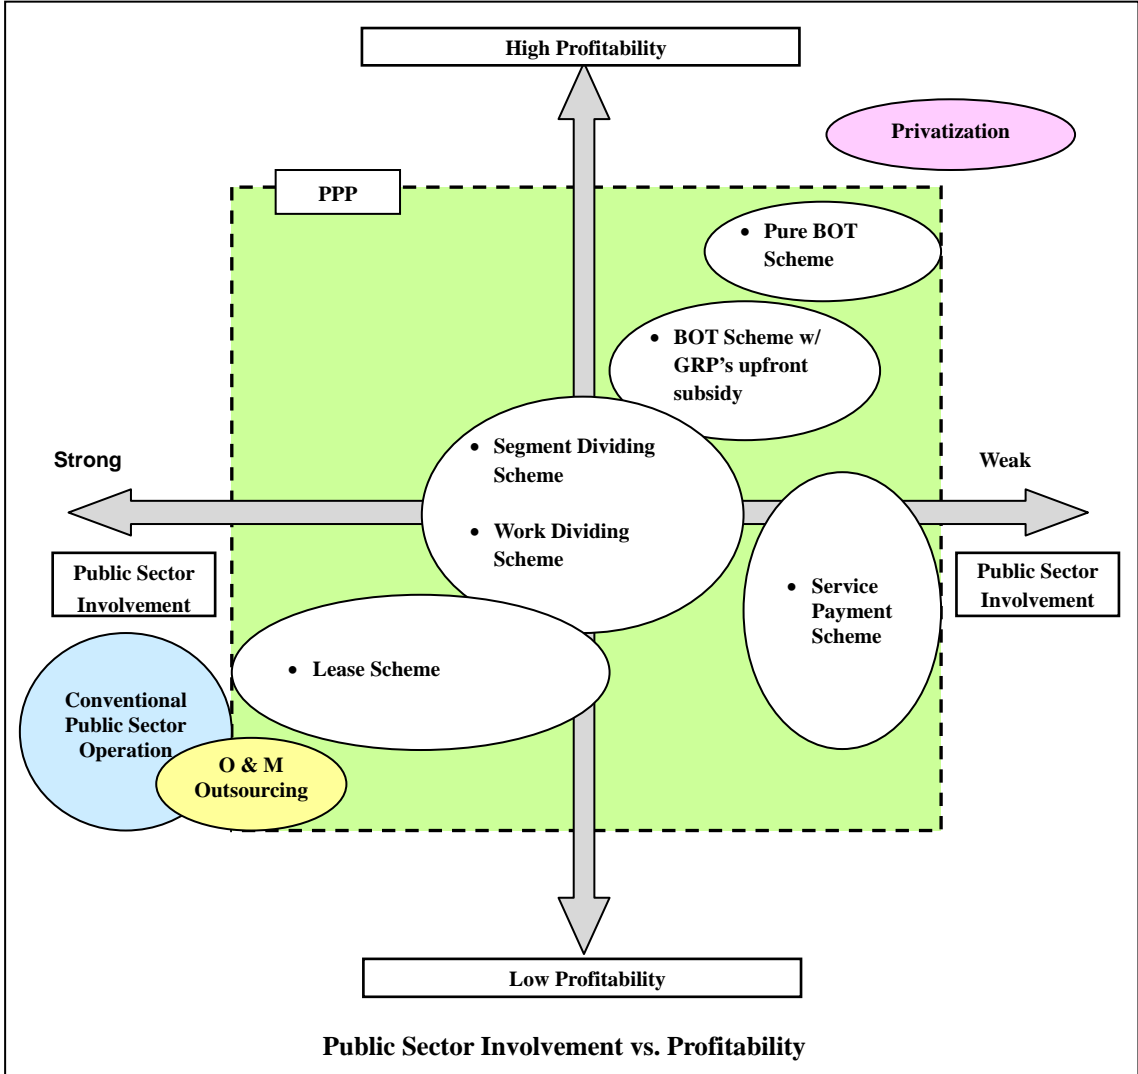 High Profitability
Privatization
PPP
• Pure BOT
Scheme
• BOT Scheme w/
GRP's upfront
subsidy
• Segment Dividing
Scheme
• Work Dividing
Scheme
Strong
Weak
Public Sector
Involvement
Public Sector
Involvement
• Service
Payment
Scheme
• Lease Scheme
Conventional
Public Sector
Operation
O & M
Outsourcing
Low Profitability
Public Sector Involvement vs. Profitability